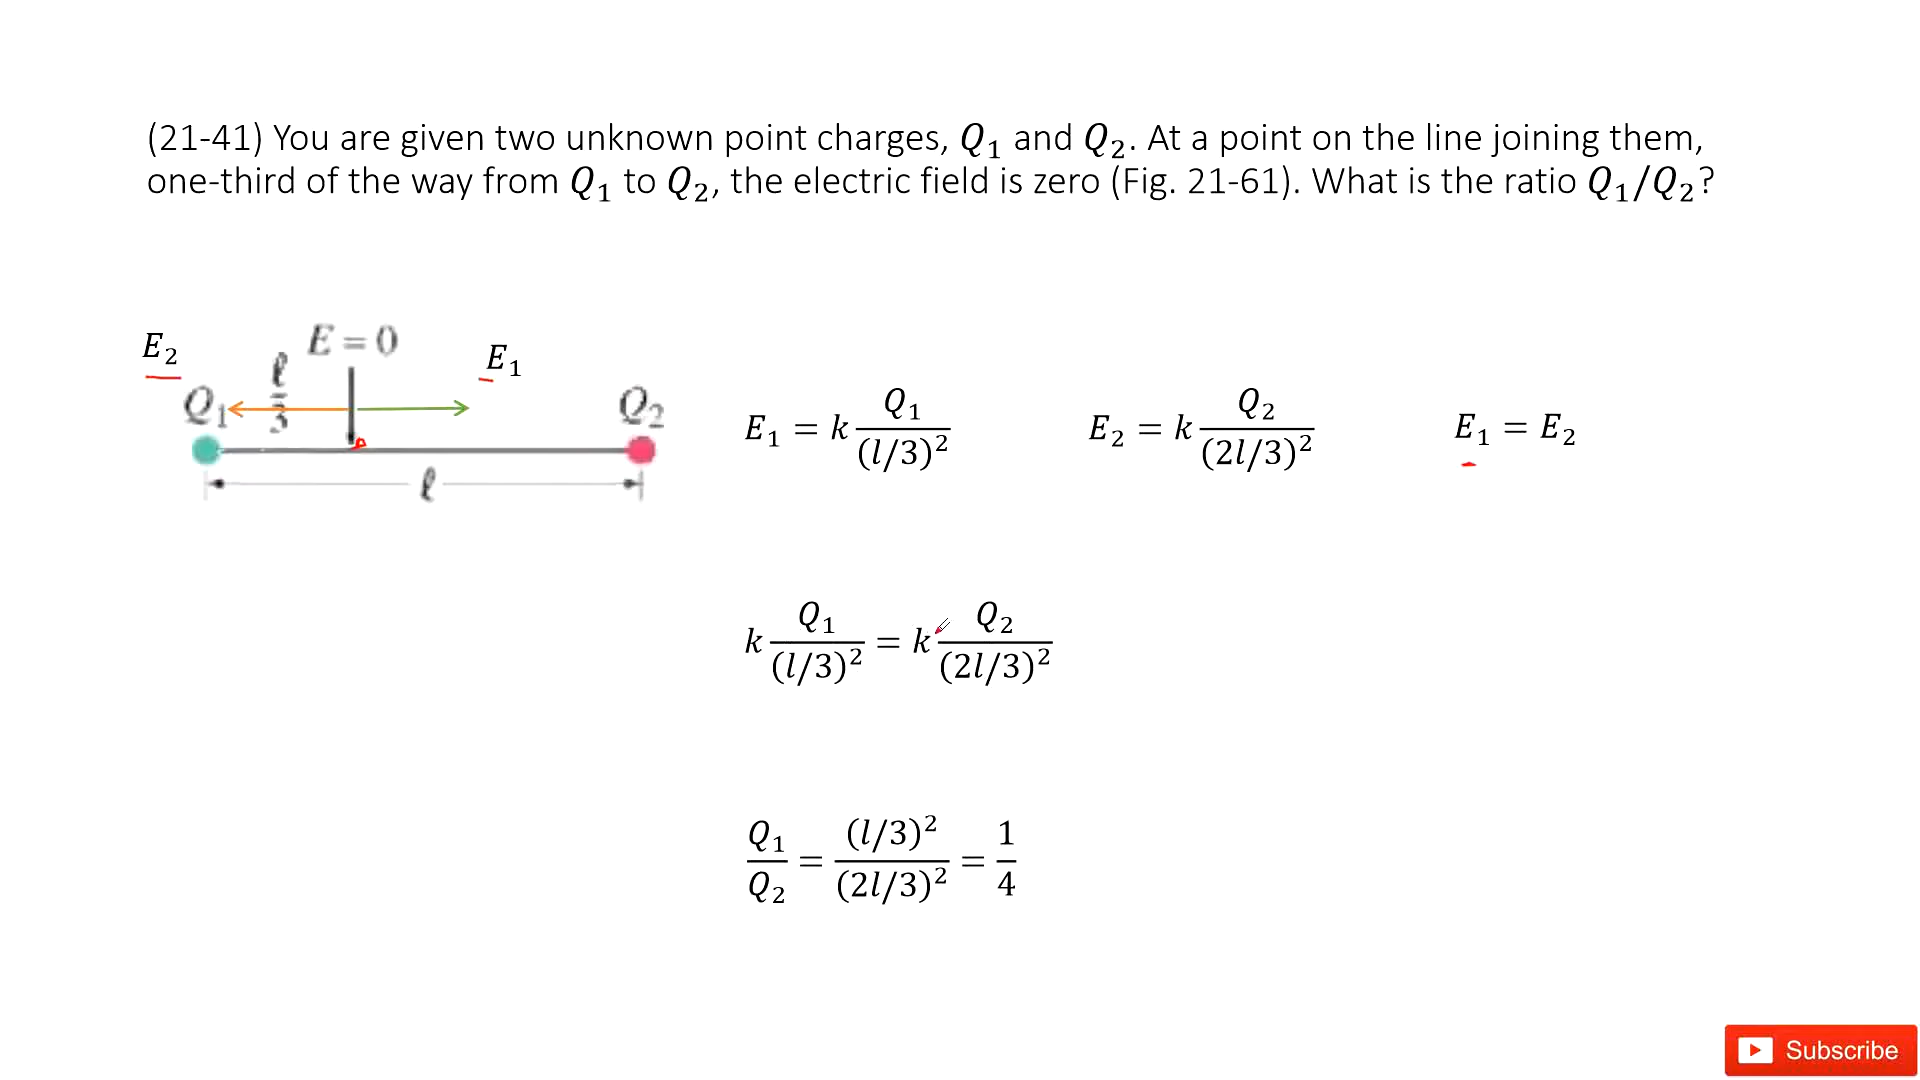 (21-41) You are given two unknown point charges, Q₁ and Q₂. At a point on the line joining them,
one-third of the way from Q₁ to Q₂, the electric field is zero (Fig. 21-61). What is the ratio Q₁/Q₂?
E₂
E = 0
E₁
Q₁
ℓ/3
Q₂
ℓ
E₁ = k Q₁/(l/3)²
E₂ = k Q₂/(2l/3)²
E₁ = E₂
k Q₁/(l/3)² = k Q₂/(2l/3)²
Q₁/Q₂ = (l/3)²/(2l/3)² = 1/4
Subscribe